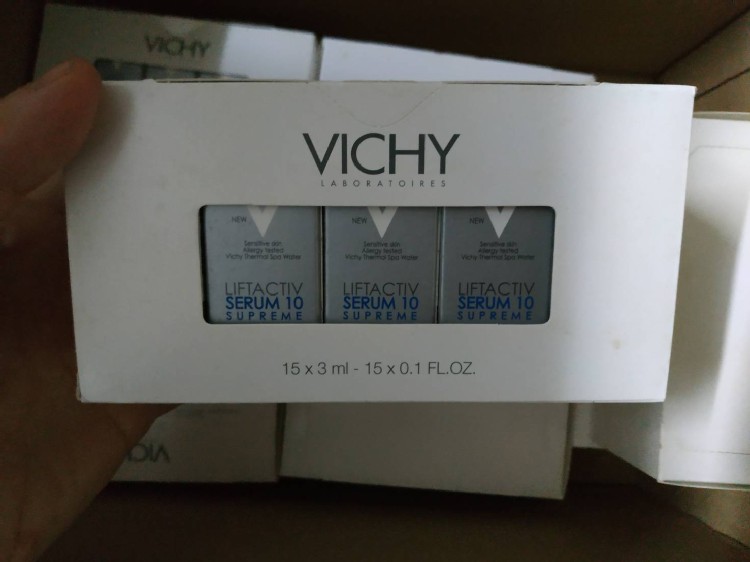 VICHY
VICHY
LABORATOIRES
NEW
Sensitive skin
Allergy tested
Vichy Thermal Spa Water
LIFTACTIV
SERUM 10
SUPREME
NEW
Sensitive skin
Allergy tested
Vichy Thermal Spa Water
LIFTACTIV
SERUM 10
SUPREME
NEW
Sensitive skin
Allergy tested
Vichy Thermal Spa Water
LIFTACTIV
SERUM 10
SUPREME
15 x 3 ml - 15 x 0.1 FL.OZ.